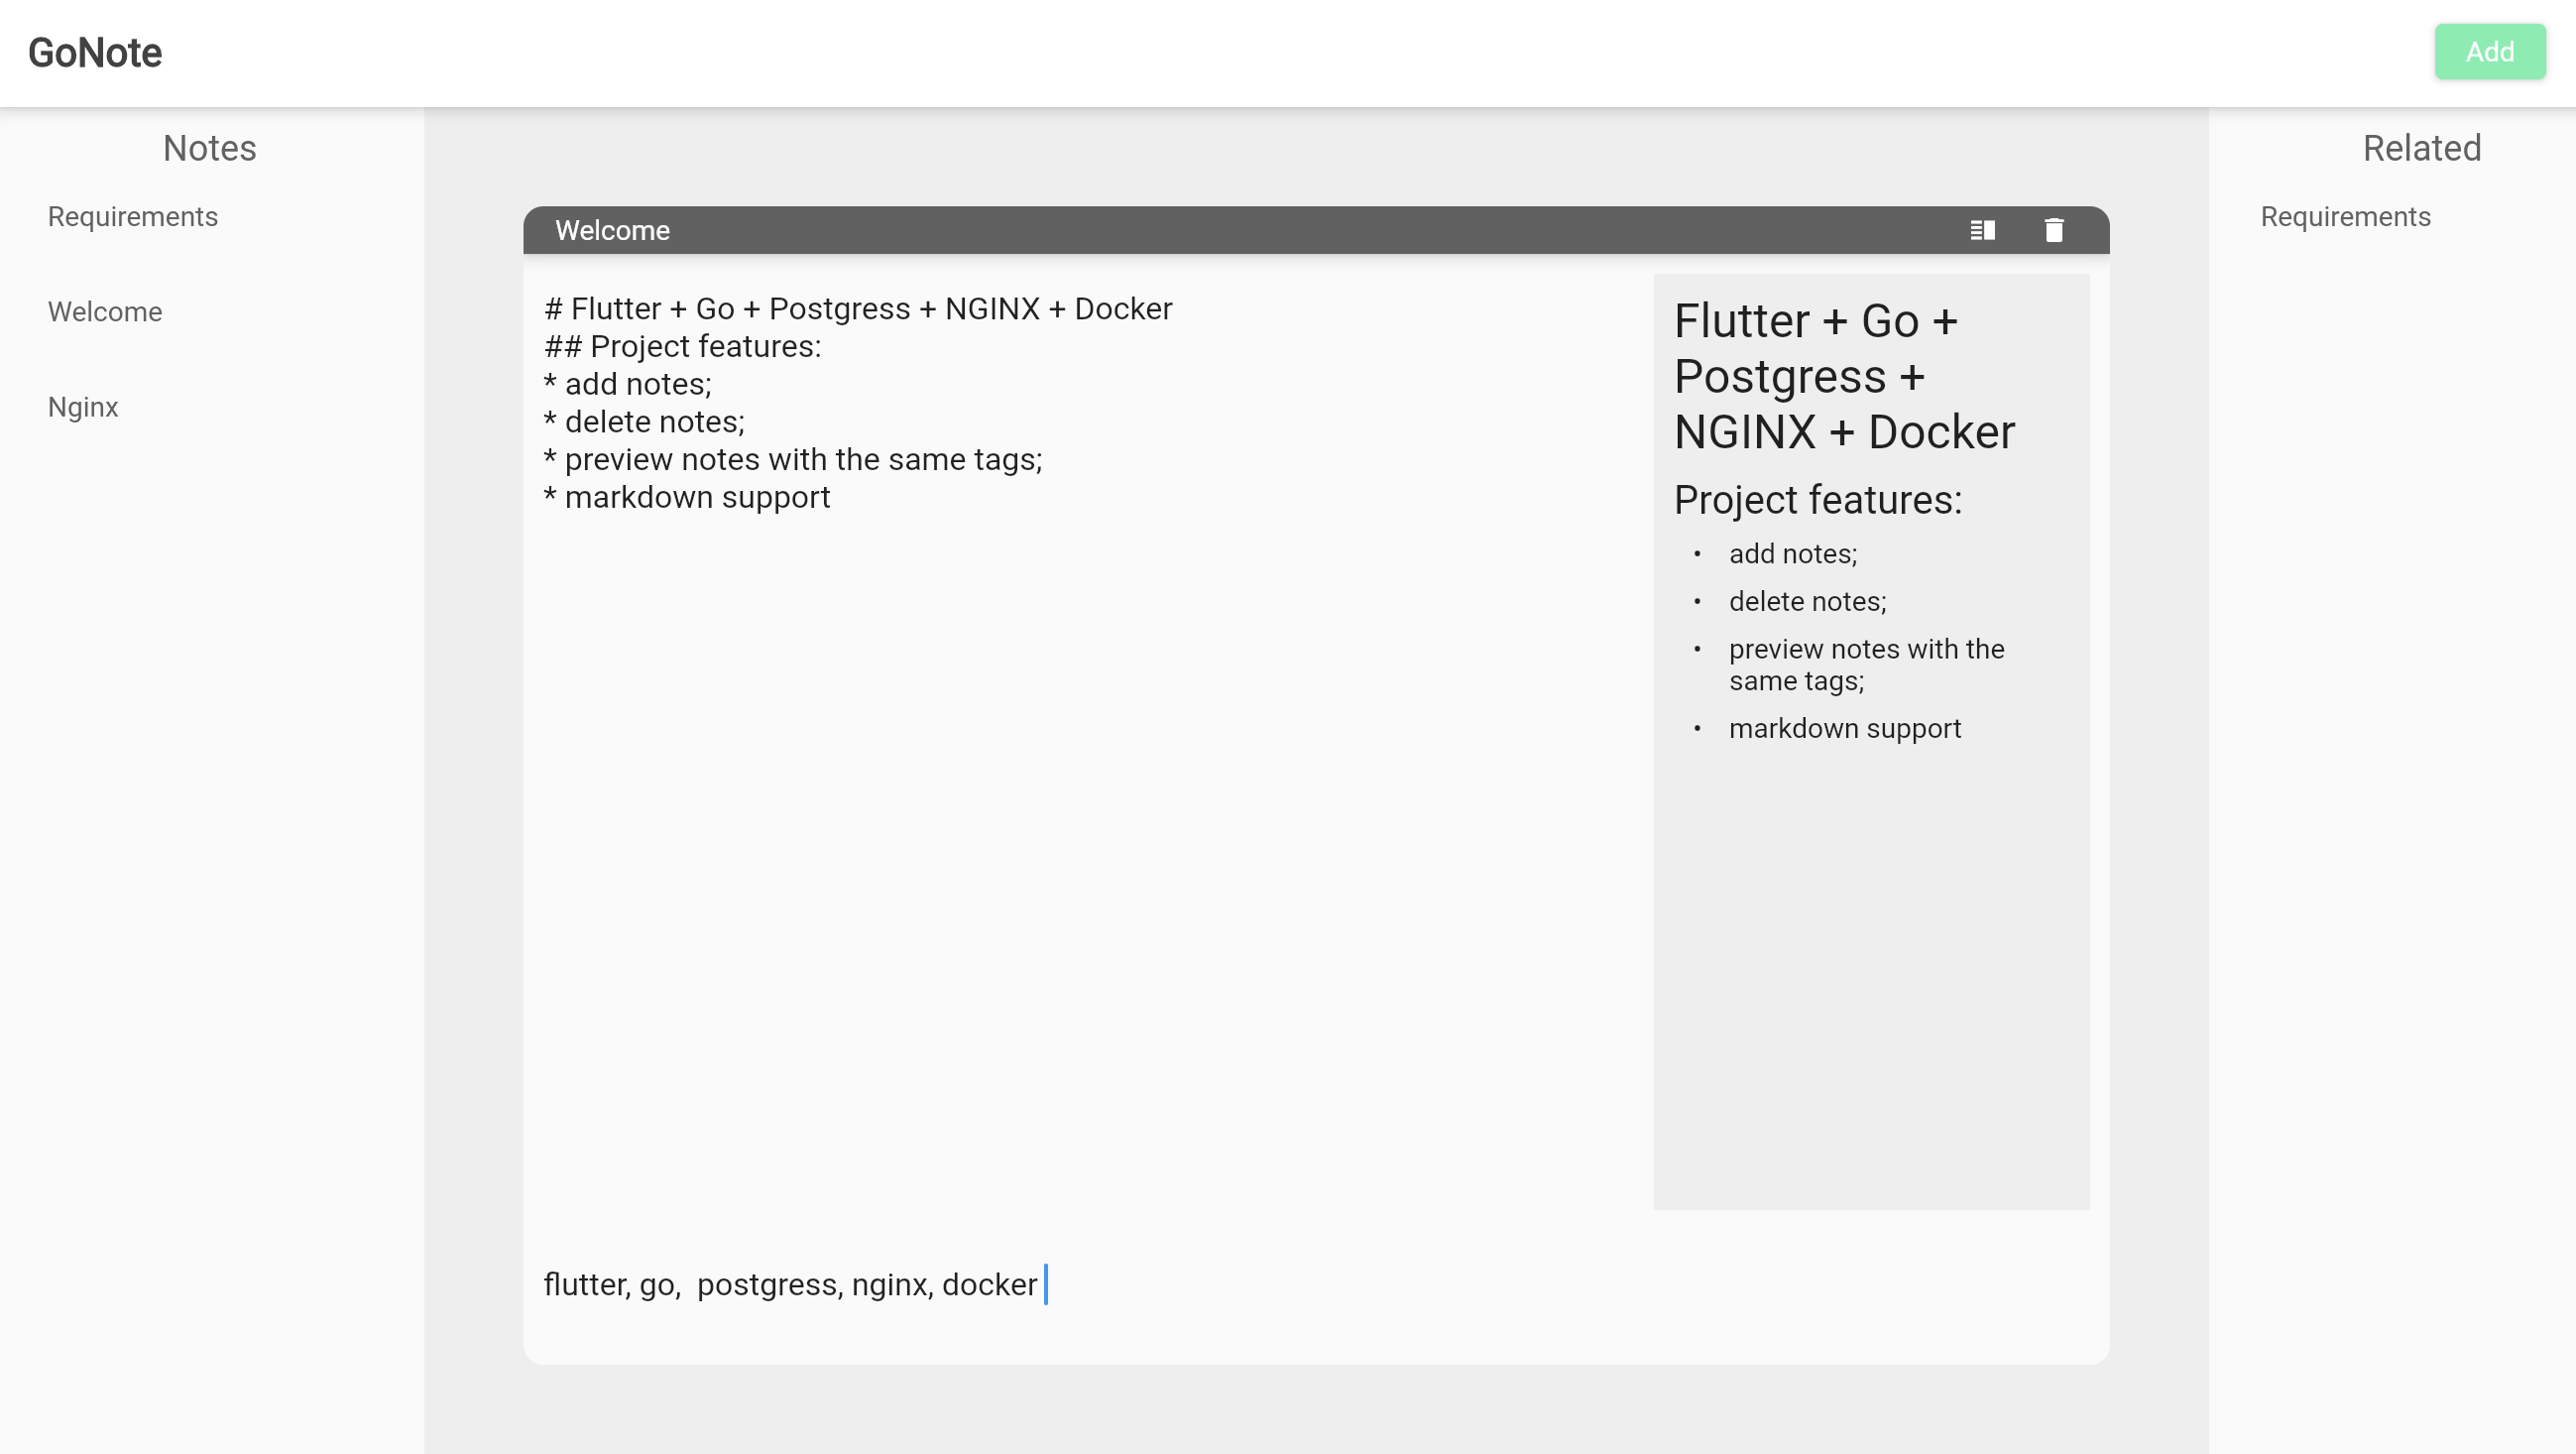 GoNote
Add
Notes
Requirements
Welcome
Nginx
Welcome
# Flutter + Go + Postgress + NGINX + Docker
## Project features:
* add notes;
* delete notes;
* preview notes with the same tags;
* markdown support
flutter, go,  postgress, nginx, docker
Flutter + Go +
Postgress +
NGINX + Docker
Project features:
• add notes;
• delete notes;
• preview notes with the
same tags;
• markdown support
Related
Requirements